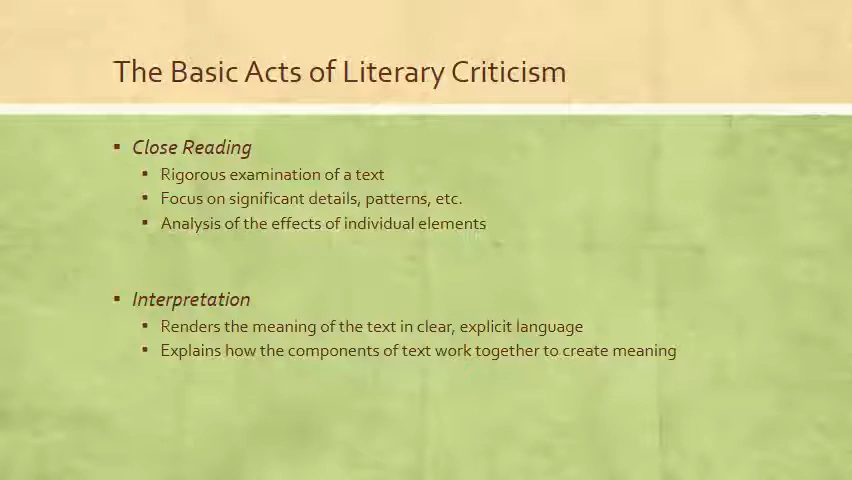 The Basic Acts of Literary Criticism
▪ Close Reading
▪ Rigorous examination of a text
▪ Focus on significant details, patterns, etc.
▪ Analysis of the effects of individual elements
▪ Interpretation
▪ Renders the meaning of the text in clear, explicit language
▪ Explains how the components of text work together to create meaning